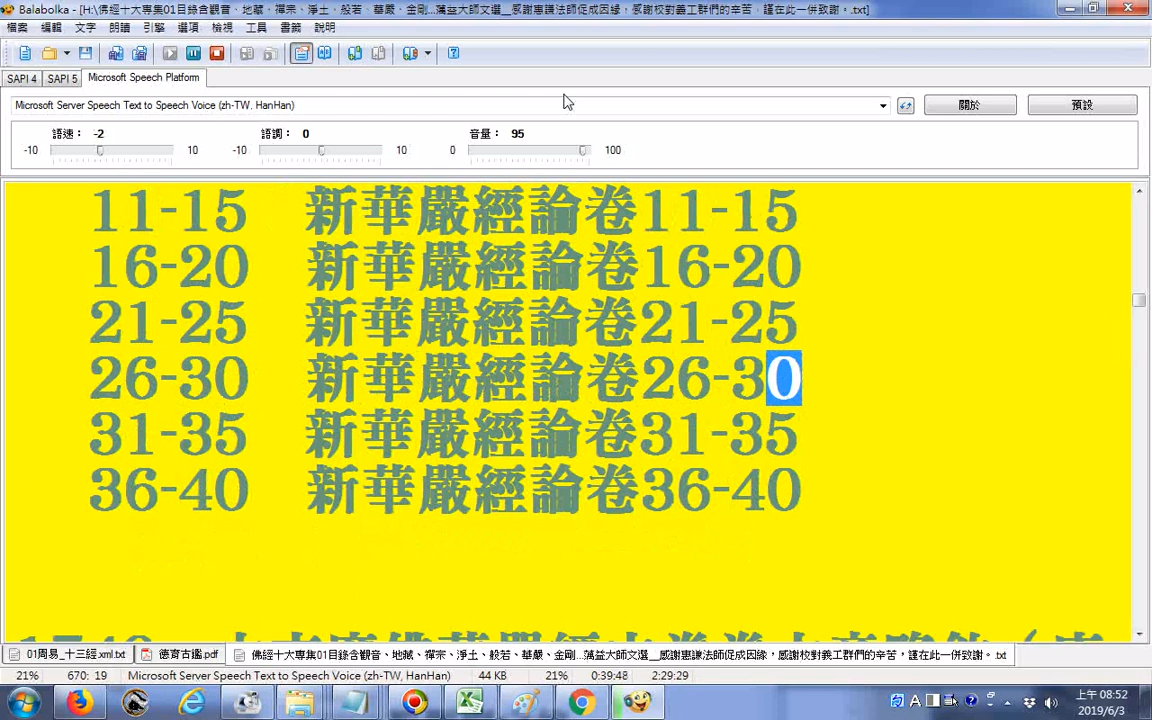 Balabolka - [H:\佛經十大專集01目錄含觀音、地藏、禪宗、淨土、般若、華嚴、金剛...蕅益大師文選__感謝惠謙法師促成因緣，感謝校對義工群們的辛苦，謹在此一併致謝。.txt]
檔案 編輯 文字 朗讀 引擎 選項 檢視 工具 書籤 說明
SAPI 4 SAPI 5 Microsoft Speech Platform
Microsoft Server Speech Text to Speech Voice (zh-TW, HanHan) 關於 預設
語速： -2 語調： 0 音量： 95
-10 10 -10 10 0 100
11-15 新華嚴經論卷11-15
16-20 新華嚴經論卷16-20
21-25 新華嚴經論卷21-25
26-30 新華嚴經論卷26-30
31-35 新華嚴經論卷31-35
36-40 新華嚴經論卷36-40
01周易_十三經.xml.txt 德育古鑑.pdf 佛經十大專集01目錄含觀音、地藏、禪宗、淨土、般若、華嚴、金剛...蕅益大師文選__感謝惠謙法師促成因緣，感謝校對義工群們的辛苦，謹在此一併致謝。.txt
21% 670: 19 Microsoft Server Speech Text to Speech Voice (zh-TW, HanHan) 44 KB 21% 0:39:48 2:29:29
上午 08:52
2019/6/3